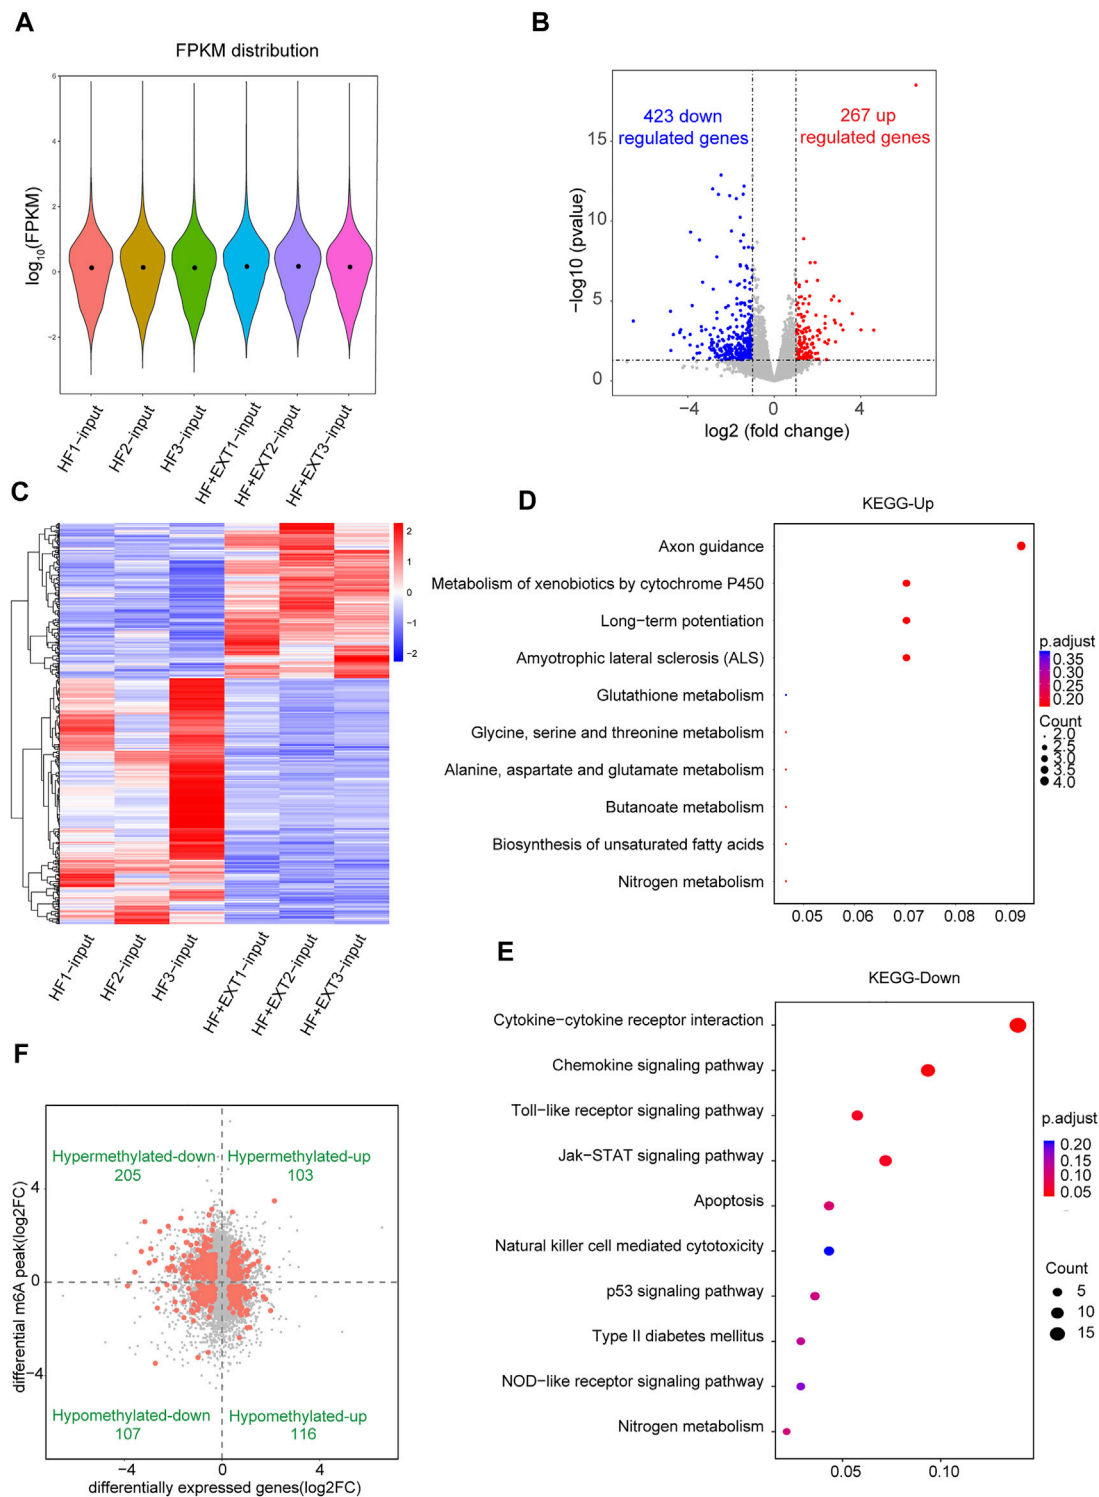 A
FPKM distribution
log10(FPKM)
6
4
2
0
−2
HF1−input
HF2−input
HF3−input
HF+EXT1−input
HF+EXT2−input
HF+EXT3−input
B
423 down
regulated genes
267 up
regulated genes
−log10 (pvalue)
15
10
5
0
−4
0
4
log2 (fold change)
C
2
1
0
−1
−2
HF1−input
HF2−input
HF3−input
HF+EXT1−input
HF+EXT2−input
HF+EXT3−input
D
KEGG-Up
Axon guidance
Metabolism of xenobiotics by cytochrome P450
Long−term potentiation
Amyotrophic lateral sclerosis (ALS)
Glutathione metabolism
Glycine, serine and threonine metabolism
Alanine, aspartate and glutamate metabolism
Butanoate metabolism
Biosynthesis of unsaturated fatty acids
Nitrogen metabolism
0.05
0.06
0.07
0.08
0.09
p.adjust
0.35
0.30
0.25
0.20
Count
2.0
2.5
3.0
3.5
4.0
E
KEGG-Down
Cytokine−cytokine receptor interaction
Chemokine signaling pathway
Toll−like receptor signaling pathway
Jak−STAT signaling pathway
Apoptosis
Natural killer cell mediated cytotoxicity
p53 signaling pathway
Type II diabetes mellitus
NOD−like receptor signaling pathway
Nitrogen metabolism
0.05
0.10
p.adjust
0.20
0.15
0.10
0.05
Count
5
10
15
F
Hypermethylated-down
205
Hypermethylated-up
103
differential m6A peak(log2FC)
4
0
−4
Hypomethylated-down
107
Hypomethylated-up
116
−4
0
4
differentially expressed genes(log2FC)